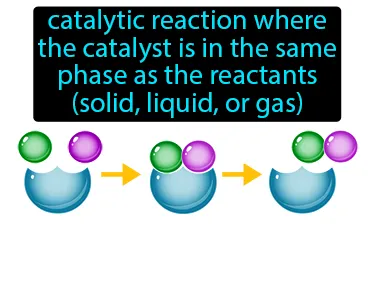 catalytic reaction where
the catalyst is in the same
phase as the reactants
(solid, liquid, or gas)